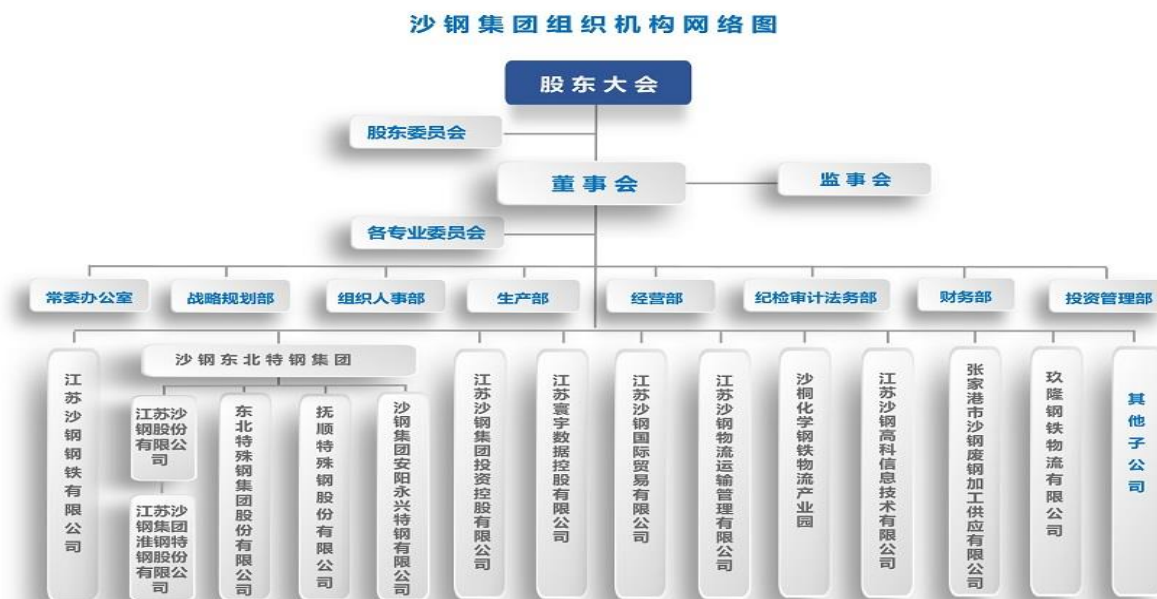 沙钢集团组织机构网络图
股东大会
股东委员会
董事会
监事会
各专业委员会
常委办公室
战略规划部
组织人事部
生产部
经营部
纪检审计法务部
财务部
投资管理部
江苏沙钢钢铁有限公司
沙钢东北特钢集团
江苏沙
钢股份
有限公
司
江苏沙
钢集团
淮钢特
钢股份
有限公
司
东北特殊钢集团股份有限公司
抚顺特殊钢股份有限公司
沙钢集团安阳永兴特钢有限公司
江苏沙钢集团投资控股有限公司
江苏寰宇数据控股有限公司
江苏沙钢国际贸易有限公司
江苏沙钢物流运输管理有限公司
沙桐化学钢铁物流产业园
江苏沙钢高科信息技术有限公司
张家港市沙钢废钢加工供应有限公司
玖隆钢铁物流有限公司
其他子公司